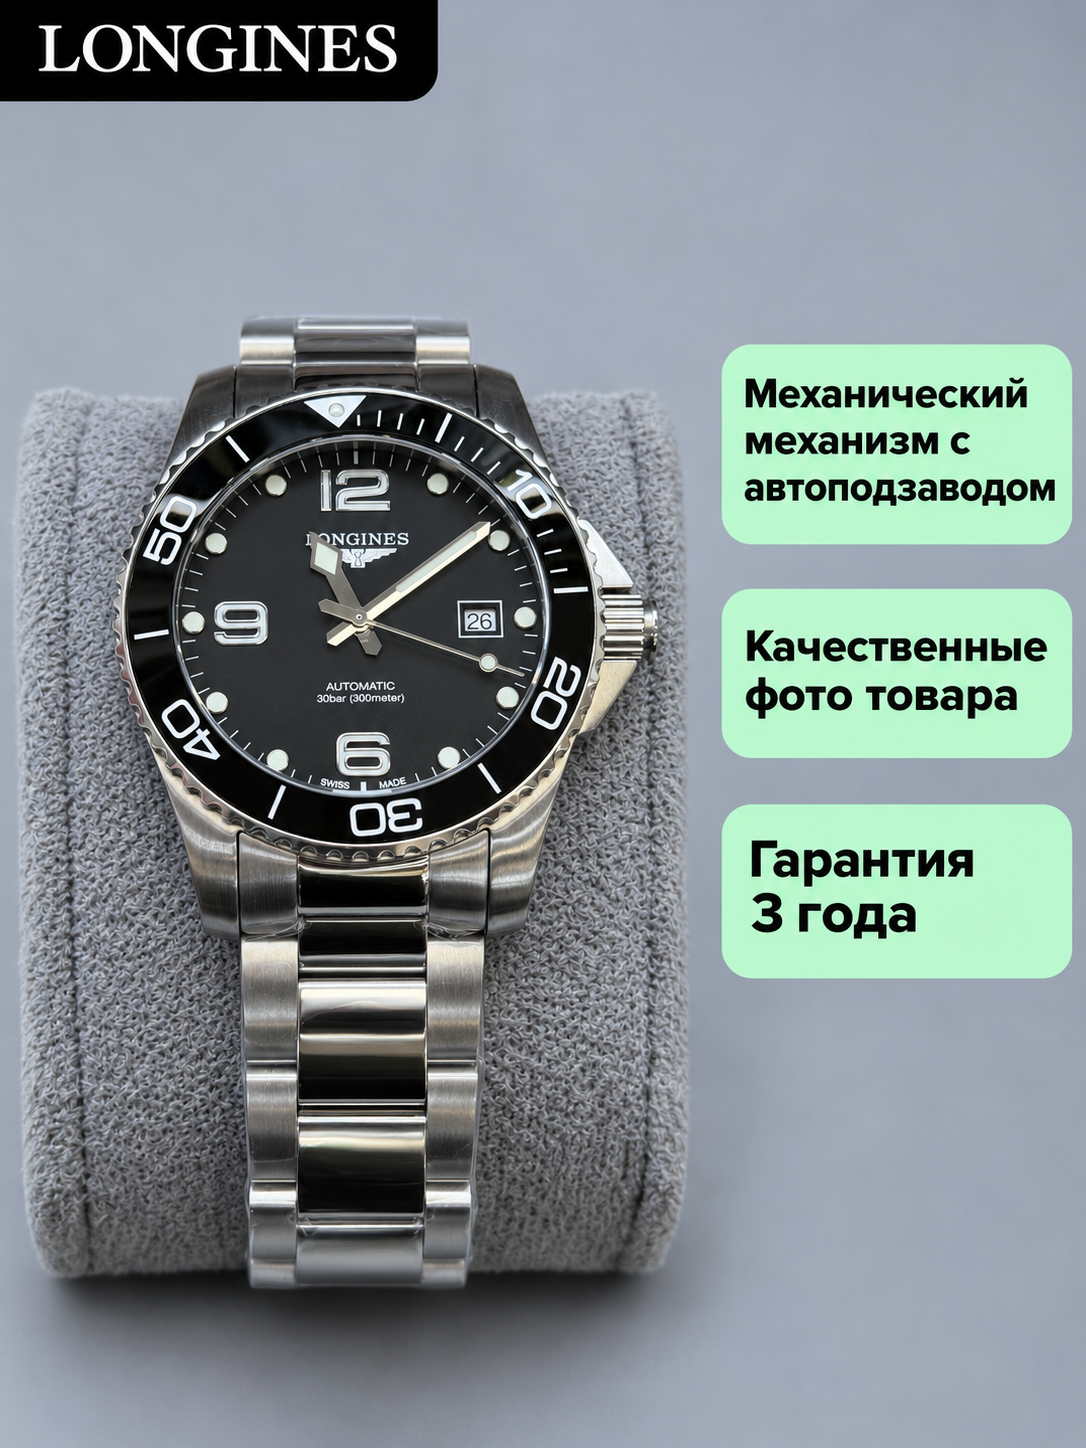 LONGINES
Механический
механизм с
автоподзаводом
Качественные
фото товара
Гарантия
3 года
12
LONGINES
9
26
AUTOMATIC
30bar (300meter)
6
SWISS MADE
10
20
30
40
50